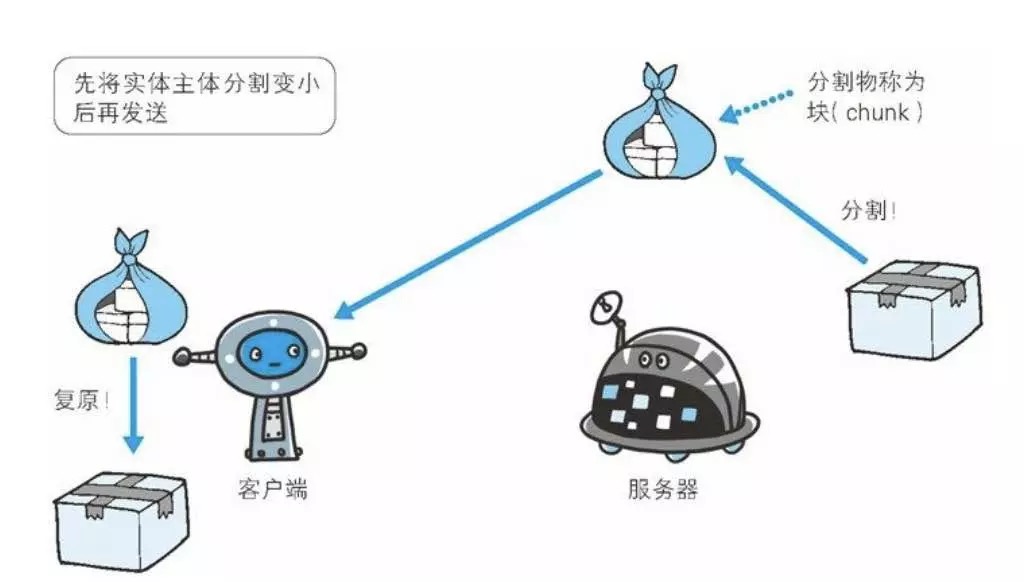 先将实体主体分割变小
后再发送
分割物称为
块（chunk）
分割！
复原！
客户端
服务器